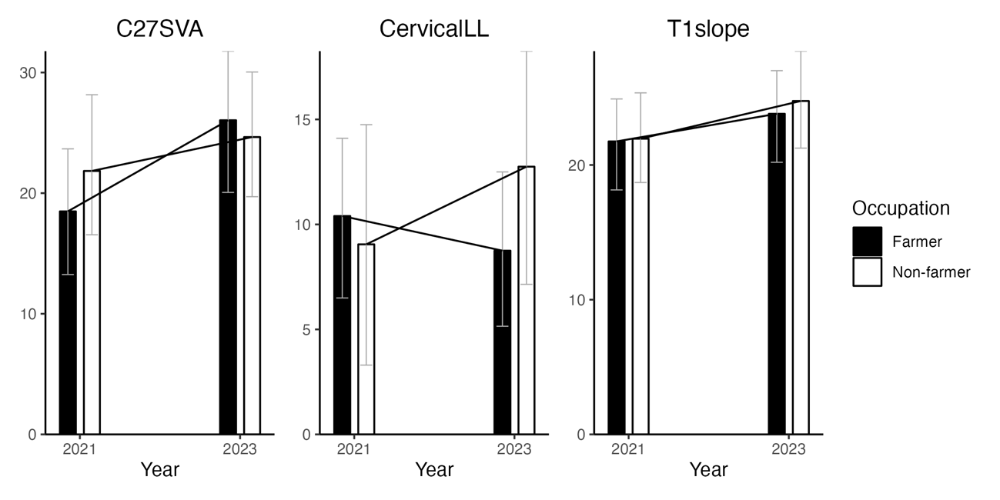 C27SVA
30
20
10
0
2021 2023
Year
CervicalLL
15
10
5
0
2021 2023
Year
T1slope
20
10
0
2021 2023
Year
Occupation
Farmer
Non-farmer